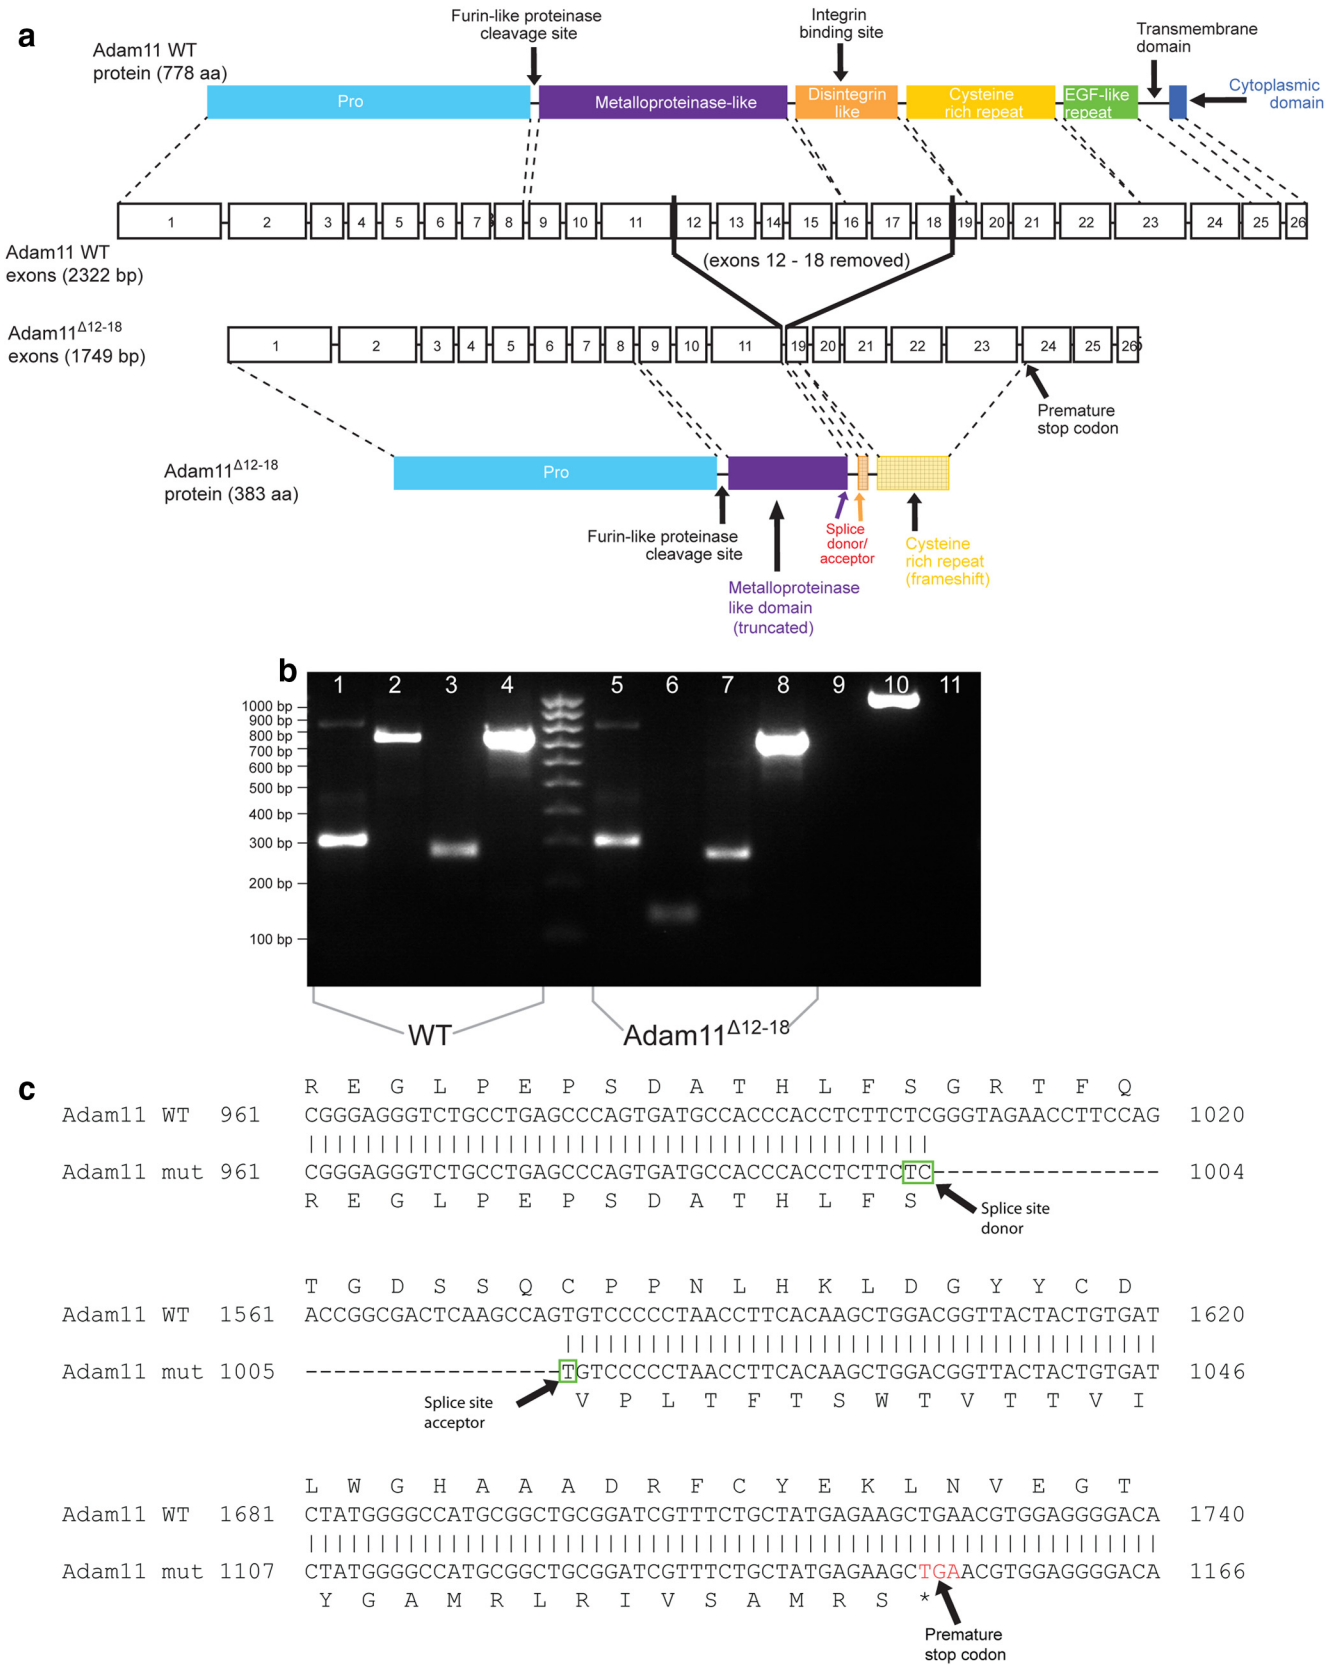 a
Adam11 WT
protein (778 aa)
Furin-like proteinase
cleavage site
Integrin
binding site
Transmembrane
domain
Cytoplasmic
domain
Pro
Metalloproteinase-like
Disintegrin
like
Cysteine
rich repeat
EGF-like
repeat
1 2 3 4 5 6 7 8 9 10 11 12 13 14 15 16 17 18 19 20 21 22 23 24 25 26
Adam11 WT
exons (2322 bp)
(exons 12 - 18 removed)
Adam11Δ12-18
exons (1749 bp)
1 2 3 4 5 6 7 8 9 10 11 19 20 21 22 23 24 25 26
Premature
stop codon
Adam11Δ12-18
protein (383 aa)
Pro
Furin-like proteinase
cleavage site
Splice
donor/
acceptor
Cysteine
rich repeat
(frameshift)
Metalloproteinase
like domain
(truncated)
b
1 2 3 4 5 6 7 8 9 10 11
1000 bp
900 bp
800 bp
700 bp
600 bp
500 bp
400 bp
300 bp
200 bp
100 bp
WT
Adam11Δ12-18
c
R E G L P E P S D A T H L F S G R T F Q
Adam11 WT 961 CGGGAGGGTCTGCCTGAGCCCAGTGATGCCACCCACCTCTTCTCGGGTAGAACCTTCCAG 1020
Adam11 mut 961 CGGGAGGGTCTGCCTGAGCCCAGTGATGCCACCCACCTCTTCTC---------------- 1004
R E G L P E P S D A T H L F S
Splice site
donor
T G D S S Q C P P N L H K L D G Y Y C D
Adam11 WT 1561 ACCGGCGACTCAAGCCAGTGTCCCCCTAACCTTCACAAGCTGGACGGTTACTACTGTGAT 1620
Adam11 mut 1005 ------------------TGTCCCCCTAACCTTCACAAGCTGGACGGTTACTACTGTGAT 1046
V P L T F T S W T V T T V I
Splice site
acceptor
L W G H A A A D R F C Y E K L N V E G T
Adam11 WT 1681 CTATGGGGCCATGCGGCTGCGGATCGTTTCTGCTATGAGAAGCTGAACGTGGAGGGGACA 1740
Adam11 mut 1107 CTATGGGGCCATGCGGCTGCGGATCGTTTCTGCTATGAGAAGCTGAACGTGGAGGGGACA 1166
Y G A M R L R I V S A M R S *
Premature
stop codon